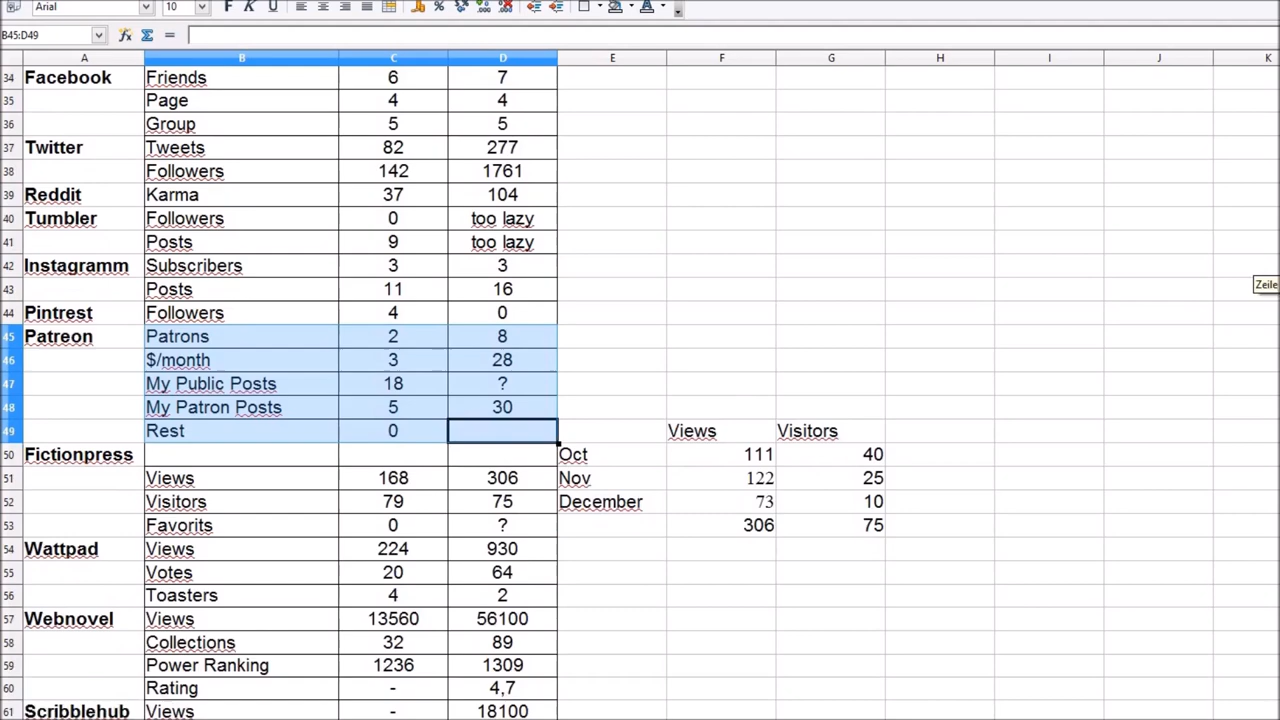 Arial 10 F K U
B45:D49
A B C D E F G H I J K
34 Facebook Friends 6 7
35 Page 4 4
36 Group 5 5
37 Twitter Tweets 82 277
38 Followers 142 1761
39 Reddit Karma 37 104
40 Tumbler Followers 0 too lazy
41 Posts 9 too lazy
42 Instagramm Subscribers 3 3
Zeile
43 Posts 11 16
44 Pintrest Followers 4 0
45 Patreon Patrons 2 8
46 $/month 3 28
47 My Public Posts 18 ?
48 My Patron Posts 5 30
49 Rest 0 Views Visitors
50 Fictionpress Oct 111 40
51 Views 168 306 Nov 122 25
52 Visitors 79 75 December 73 10
53 Favorits 0 ? 306 75
54 Wattpad Views 224 930
55 Votes 20 64
56 Toasters 4 2
57 Webnovel Views 13560 56100
58 Collections 32 89
59 Power Ranking 1236 1309
60 Rating - 4,7
61 Scribblehub Views - 18100